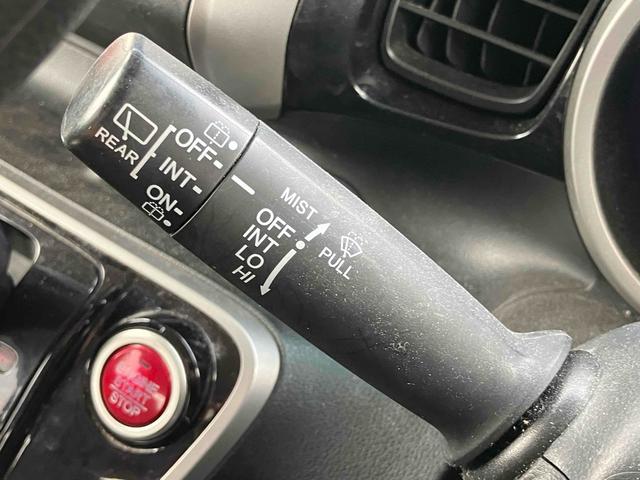 REAR
OFF-
INT-
ON-
MIST
OFF
INT
LO
HI
PULL
ENGINE
START
STOP